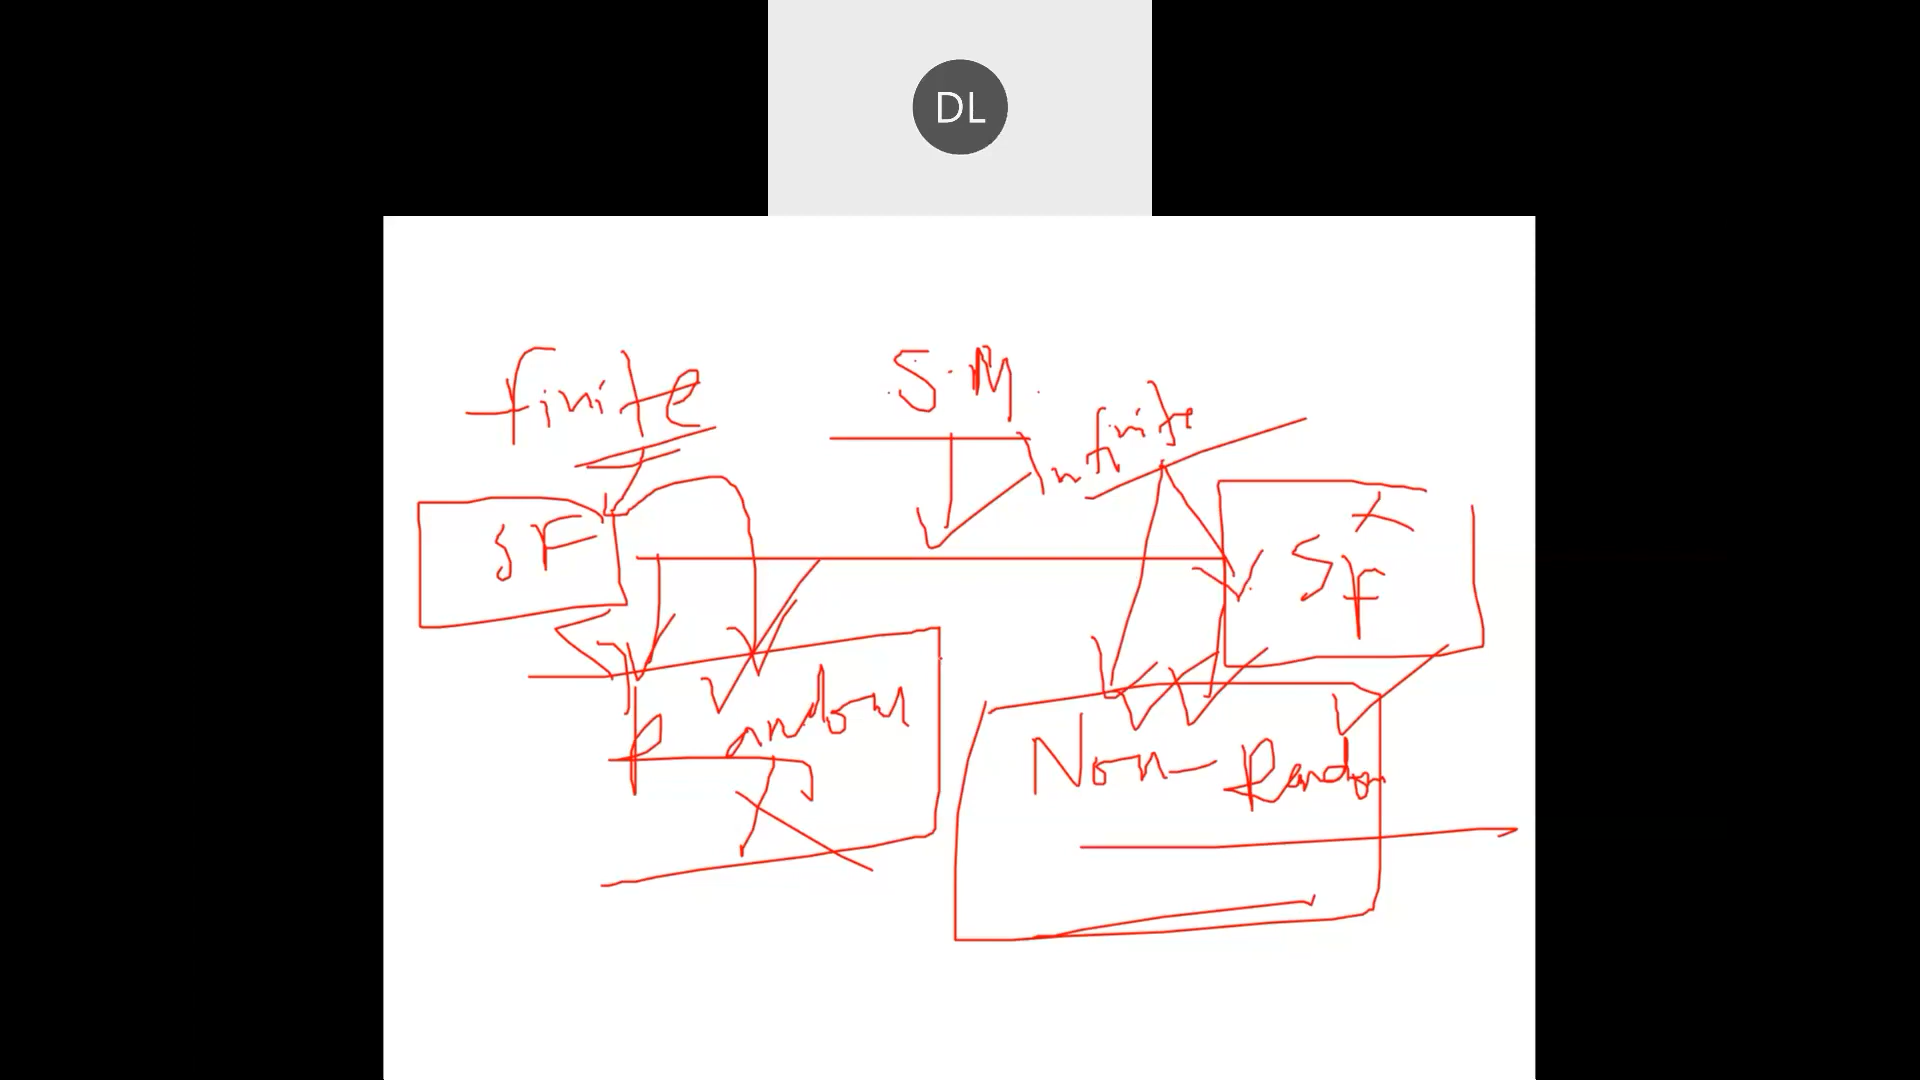 DL
finite
S.M.
Infinite
SF
SF
Random
Non-Random